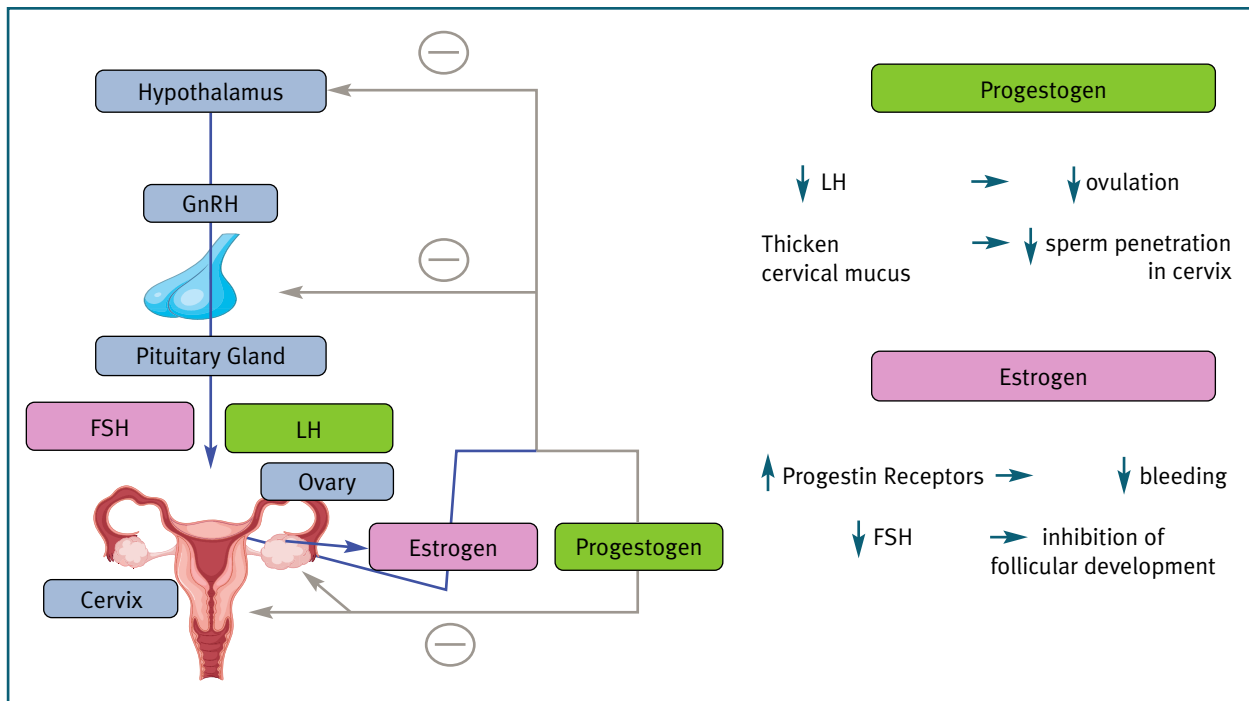 Hypothalamus
GnRH
Pituitary Gland
FSH
LH
Ovary
Estrogen
Progestogen
Cervix
Progestogen
↓ LH → ↓ ovulation
Thicken → ↓ sperm penetration
cervical mucus in cervix
Estrogen
↑ Progestin Receptors → ↓ bleeding
↓ FSH → inhibition of
follicular development